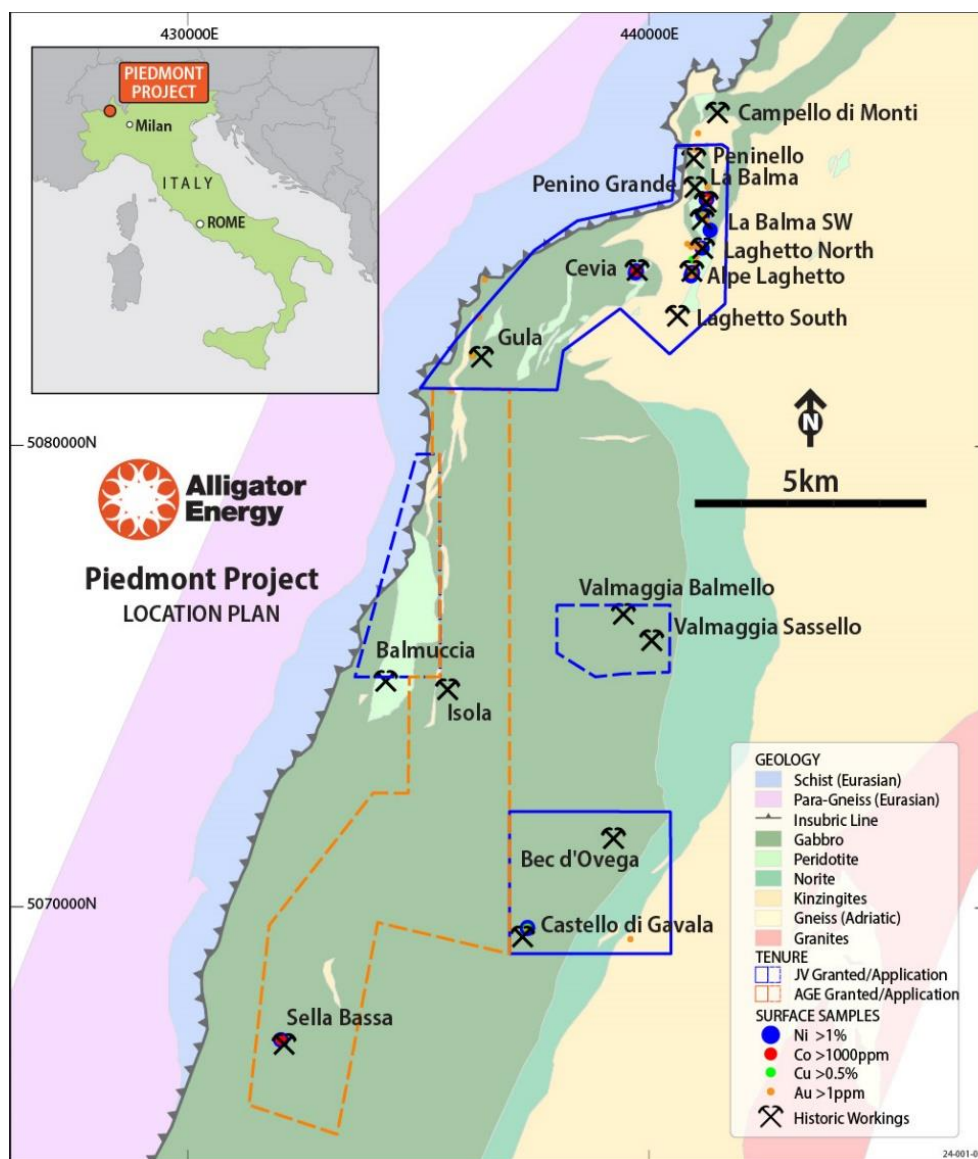 430000E
440000E
PIEDMONT
PROJECT
Milan
ITALY
ROME
Campello di Monti
Peninello
La Balma
Penino Grande
La Balma SW
Laghetto North
Cevia
Alpe Laghetto
Laghetto South
Gula
N
5080000N
5km
Alligator
Energy
Piedmont Project
LOCATION PLAN
Valmaggia Balmello
Valmaggia Sassello
Balmuccia
Isola
Bec d'Ovega
5070000N
Castello di Gavala
Sella Bassa
GEOLOGY
Schist (Eurasian)
Para-Gneiss (Eurasian)
Insubric Line
Gabbro
Peridotite
Norite
Kinzingites
Gneiss (Adriatic)
Granites
TENURE
JV Granted/Application
AGE Granted/Application
SURFACE SAMPLES
Ni >1%
Co >1000ppm
Cu >0.5%
Au >1ppm
Historic Workings